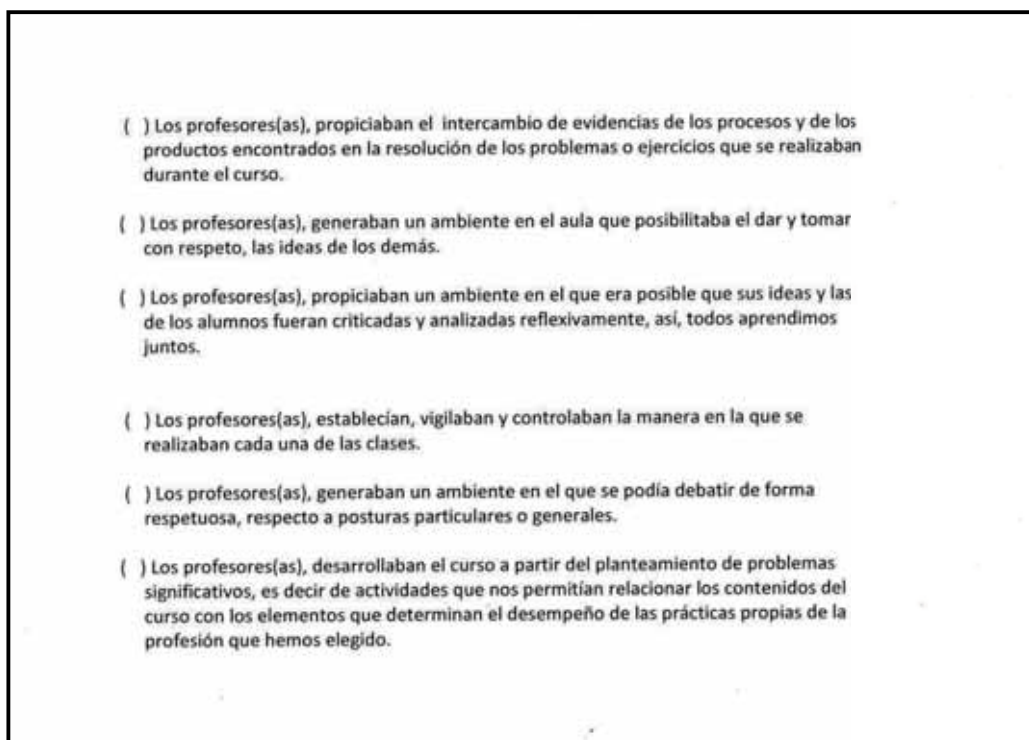 ( ) Los profesores(as), propiciaban el intercambio de evidencias de los procesos y de los
productos encontrados en la resolución de los problemas o ejercicios que se realizaban
durante el curso.
( ) Los profesores(as), generaban un ambiente en el aula que posibilitaba el dar y tomar
con respeto, las ideas de los demás.
( ) Los profesores(as), propiciaban un ambiente en el que era posible que sus ideas y las
de los alumnos fueran criticadas y analizadas reflexivamente, así, todos aprendimos
juntos.
( ) Los profesores(as), establecían, vigilaban y controlaban la manera en la que se
realizaban cada una de las clases.
( ) Los profesores(as), generaban un ambiente en el que se podía debatir de forma
respetuosa, respecto a posturas particulares o generales.
( ) Los profesores(as), desarrollaban el curso a partir del planteamiento de problemas
significativos, es decir de actividades que nos permitían relacionar los contenidos del
curso con los elementos que determinan el desempeño de las prácticas propias de la
profesión que hemos elegido.